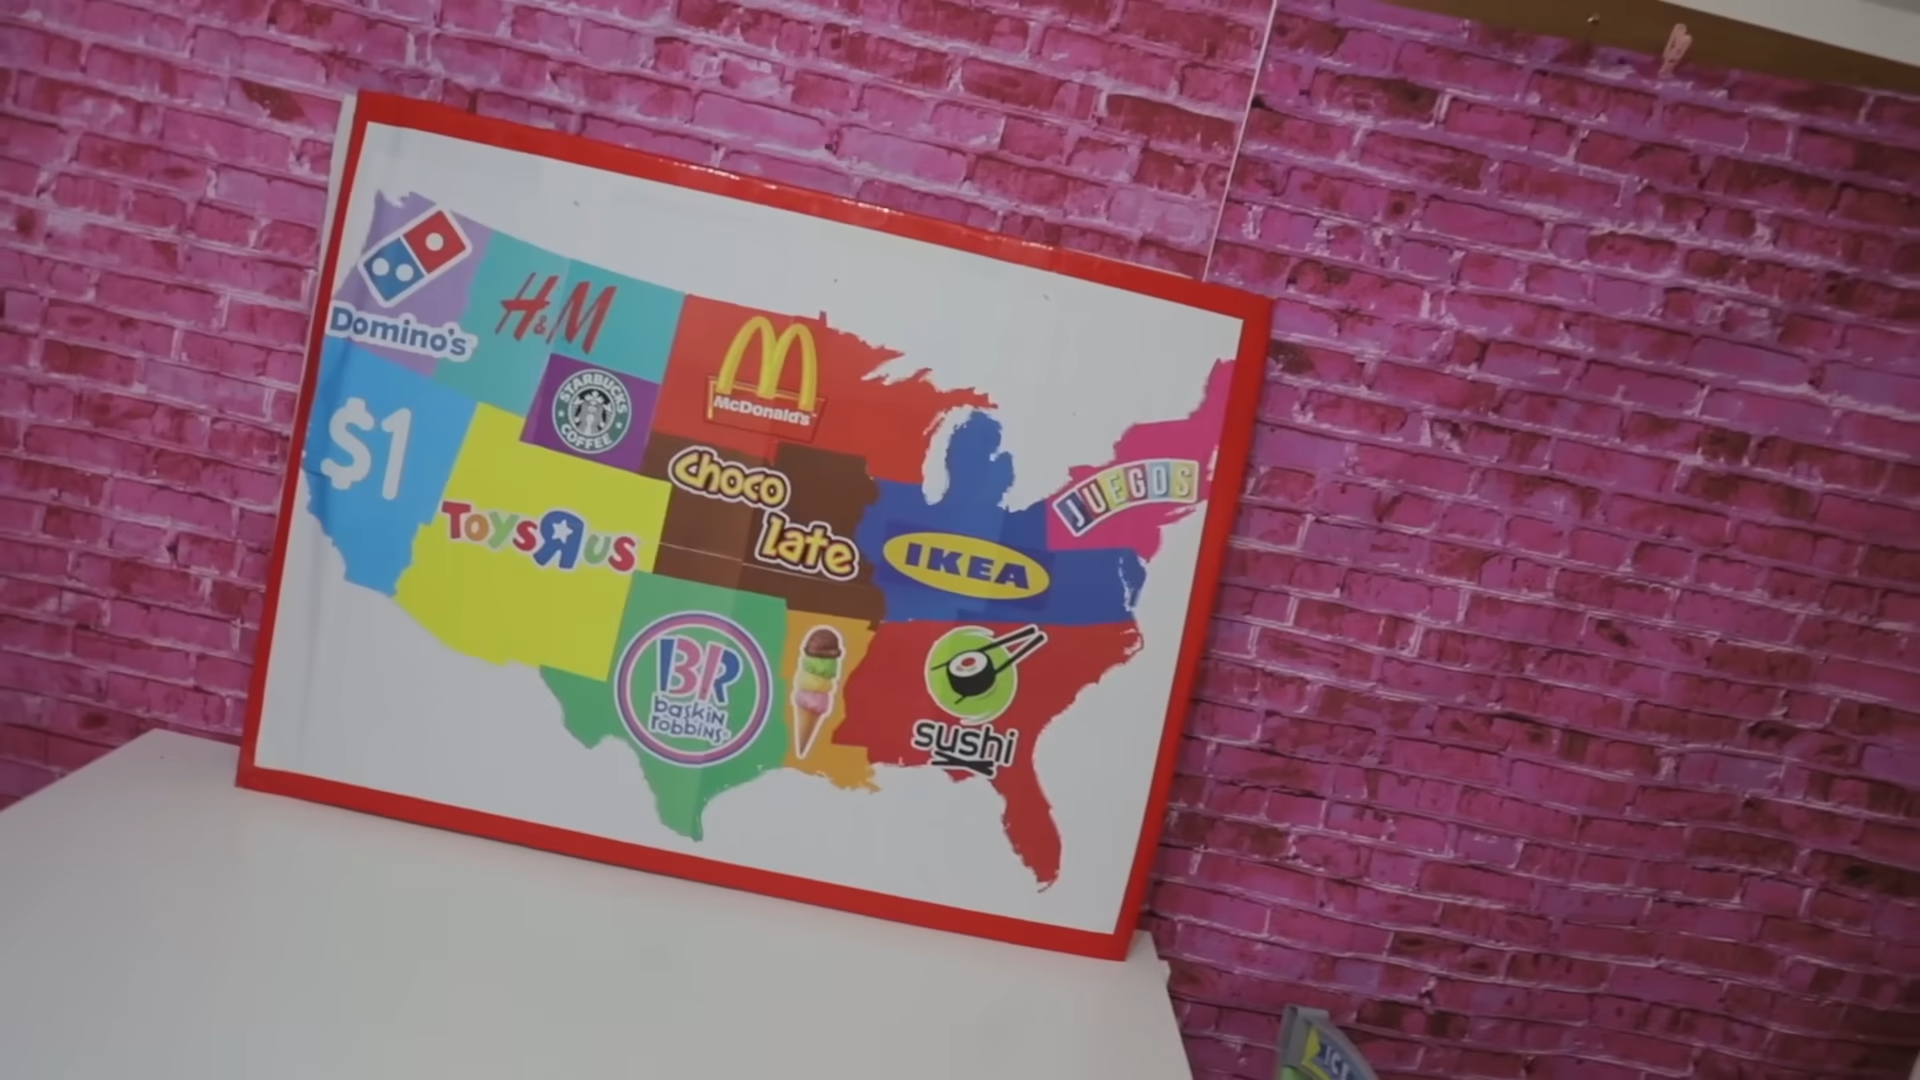 Domino's
H&M
STARBUCKS
COFFEE
McDonald's
$1
TOYSRUS
choco
late
JUEGOS
IKEA
BR
baskin
robbins
sushi